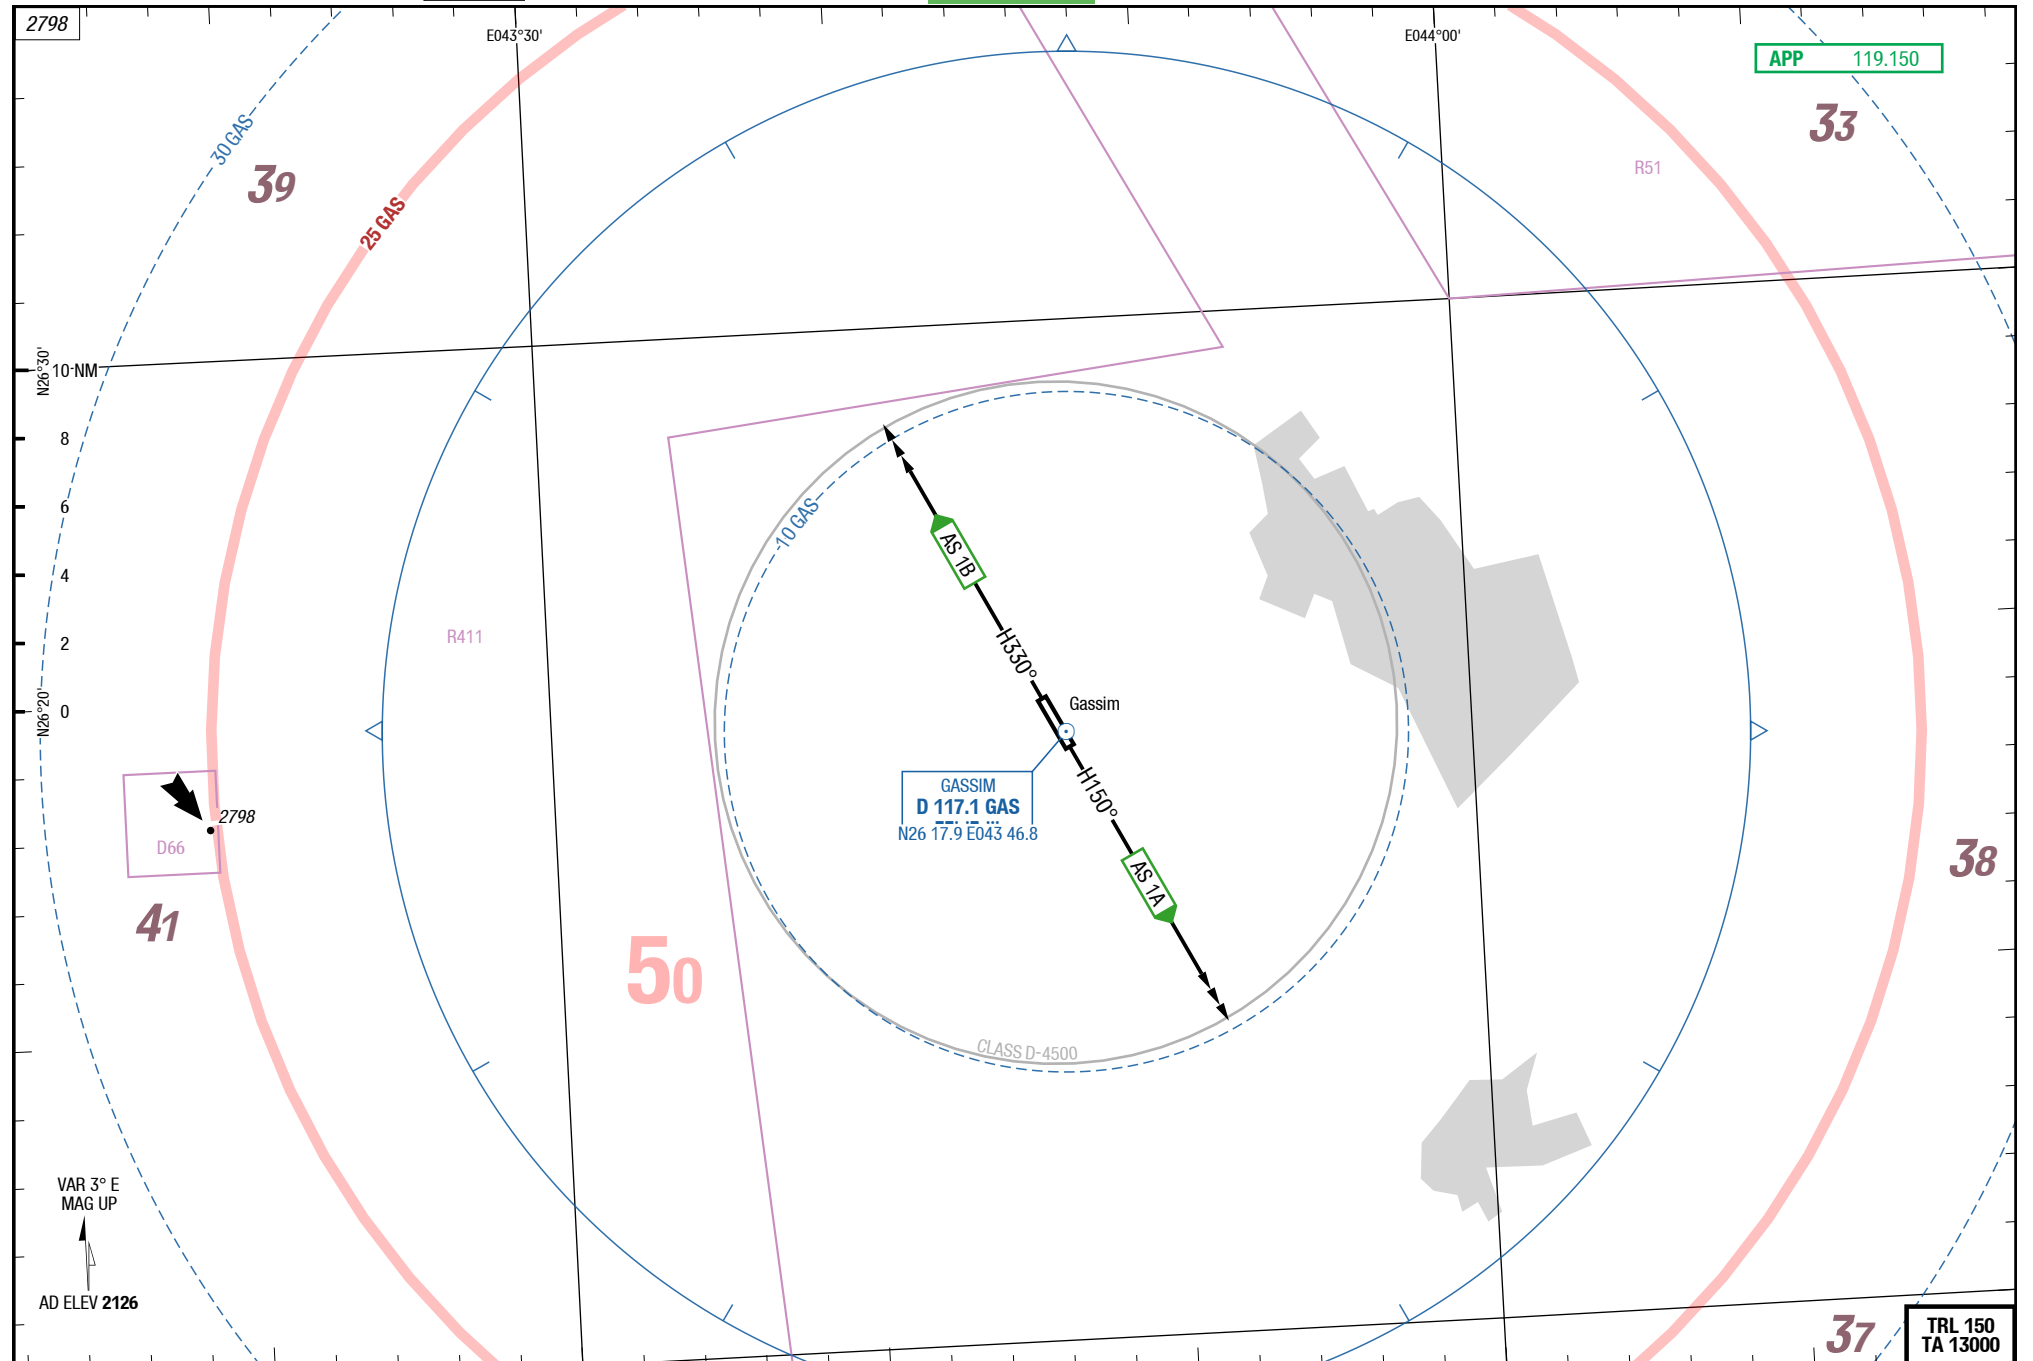 2798
E043°30'
E044°00'
APP 119.150
30 GAS
39
33
R51
25 GAS
N26°30'
10 NM
8
6
4
2
0
N26°20'
10 GAS
AS 1B
R411
H330°
Gassim
GASSIM
D 117.1 GAS
N26 17.9 E043 46.8
H150°
AS 1A
2798
D66
41
38
50
CLASS D-4500
VAR 3° E
MAG UP
AD ELEV 2126
37
TRL 150
TA 13000